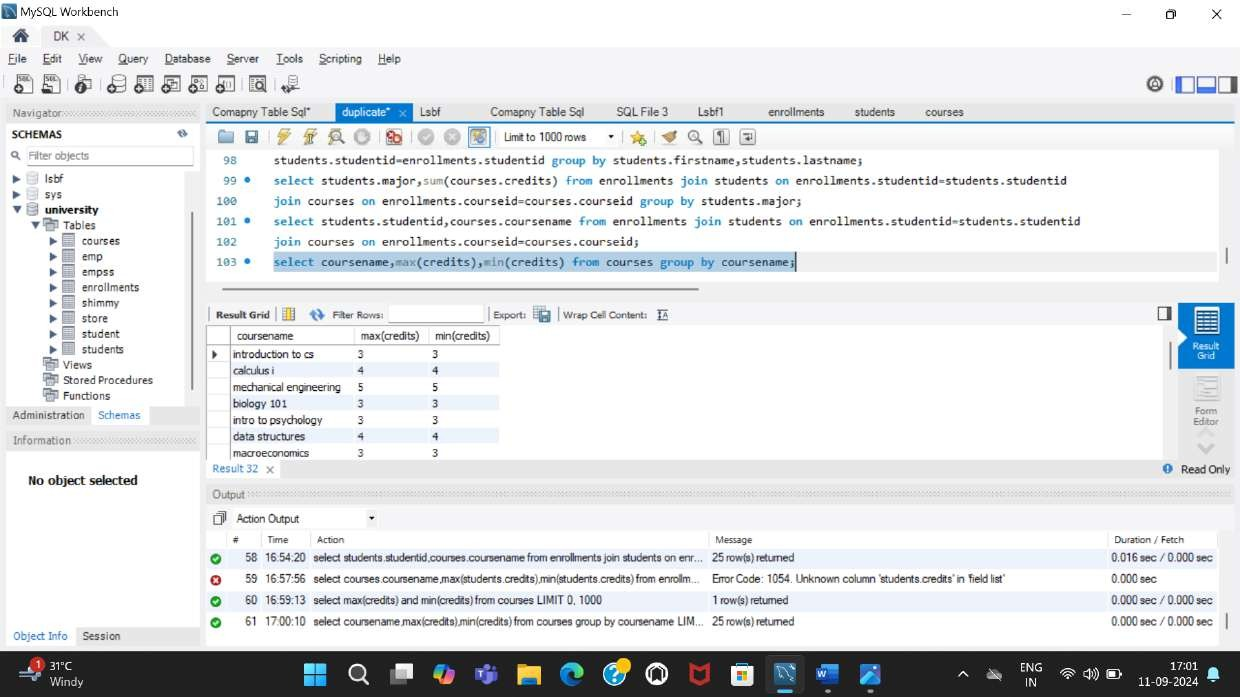 MySQL Workbench
DK
File Edit View Query Database Server Tools Scripting Help
Navigator
SCHEMAS
Filter objects
lsbf
sys
university
Tables
courses
emp
empss
enrollments
shimmy
store
student
students
Views
Stored Procedures
Functions
Administration Schemas
Information
No object selected
Object Info Session
Comapny Table Sql* duplicate* Lsbf Comapny Table Sql SQL File 3 Lsbf1 enrollments students courses
Limit to 1000 rows
98 students.studentid=enrollments.studentid group by students.firstname,students.lastname;
99 select students.major,sum(courses.credits) from enrollments join students on enrollments.studentid=students.studentid
100 join courses on enrollments.courseid=courses.courseid group by students.major;
101 select students.studentid,courses.coursename from enrollments join students on enrollments.studentid=students.studentid
102 join courses on enrollments.courseid=courses.courseid;
103 select coursename,max(credits),min(credits) from courses group by coursename;
Result Grid Filter Rows: Export: Wrap Cell Content:
coursename max(credits) min(credits)
introduction to cs 3 3
calculus i 4 4
mechanical engineering 5 5
biology 101 3 3
intro to psychology 3 3
data structures 4 4
macroeconomics 3 3
Result Grid
Form Editor
Result 32 Read Only
Output
Action Output
# Time Action Message Duration / Fetch
58 16:54:20 select students.studentid,courses.coursename from enrollments join students on enr... 25 row(s) returned 0.016 sec / 0.000 sec
59 16:57:56 select courses.coursename,max(students.credits),min(students.credits) from enrollm... Error Code: 1054. Unknown column 'students.credits' in 'field list' 0.000 sec
60 16:59:13 select max(credits) and min(credits) from courses LIMIT 0, 1000 1 row(s) returned 0.000 sec / 0.000 sec
61 17:00:10 select coursename,max(credits),min(credits) from courses group by coursename LIM... 25 row(s) returned 0.000 sec / 0.000 sec
1
31°C
Windy
ENG
IN
17:01
11-09-2024